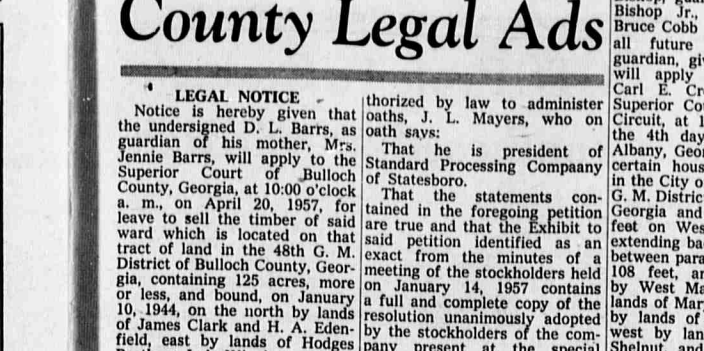 County Legal Ads
LEGAL NOTICE
Notice is hereby given that
the undersigned D. L. Barrs, as
guardian of his mother, Mrs.
Jennie Barrs, will apply to the
Superior Court of Bulloch
County, Georgia, at 10:00 o'clock
a. m., on April 20, 1957, for
leave to sell the timber of said
ward which is located on that
tract of land in the 48th G. M.
District of Bulloch County, Geor-
gia, containing 125 acres, more
or less, and bound, on January
10, 1944, on the north by lands
of James Clark and H. A. Eden-
field, east by lands of Hodges
thorized by law to administer
oaths, J. L. Mayers, who on
oath says:
That he is president of
Standard Processing Compaany
of Statesboro.
That the statements con-
tained in the foregoing petition
are true and that the Exhibit to
said petition identified as an
exact from the minutes of a
meeting of the stockholders held
on January 14, 1957 contains
a full and complete copy of the
resolution unanimously adopted
by the stockholders of the com-
pany present at the special
Bishop Jr.,
Bruce Cobb
all future
guardian, gi
will apply
Carl E. Cr
Superior Co
Circuit, at 1
the 4th day
Albany, Geor
certain hous
in the City o
G. M. Distric
Georgia and
feet on Wes
extending ba
between para
108 feet, an
by West Ma
lands of Mar
by lands of
west by lan
Shelnut, and